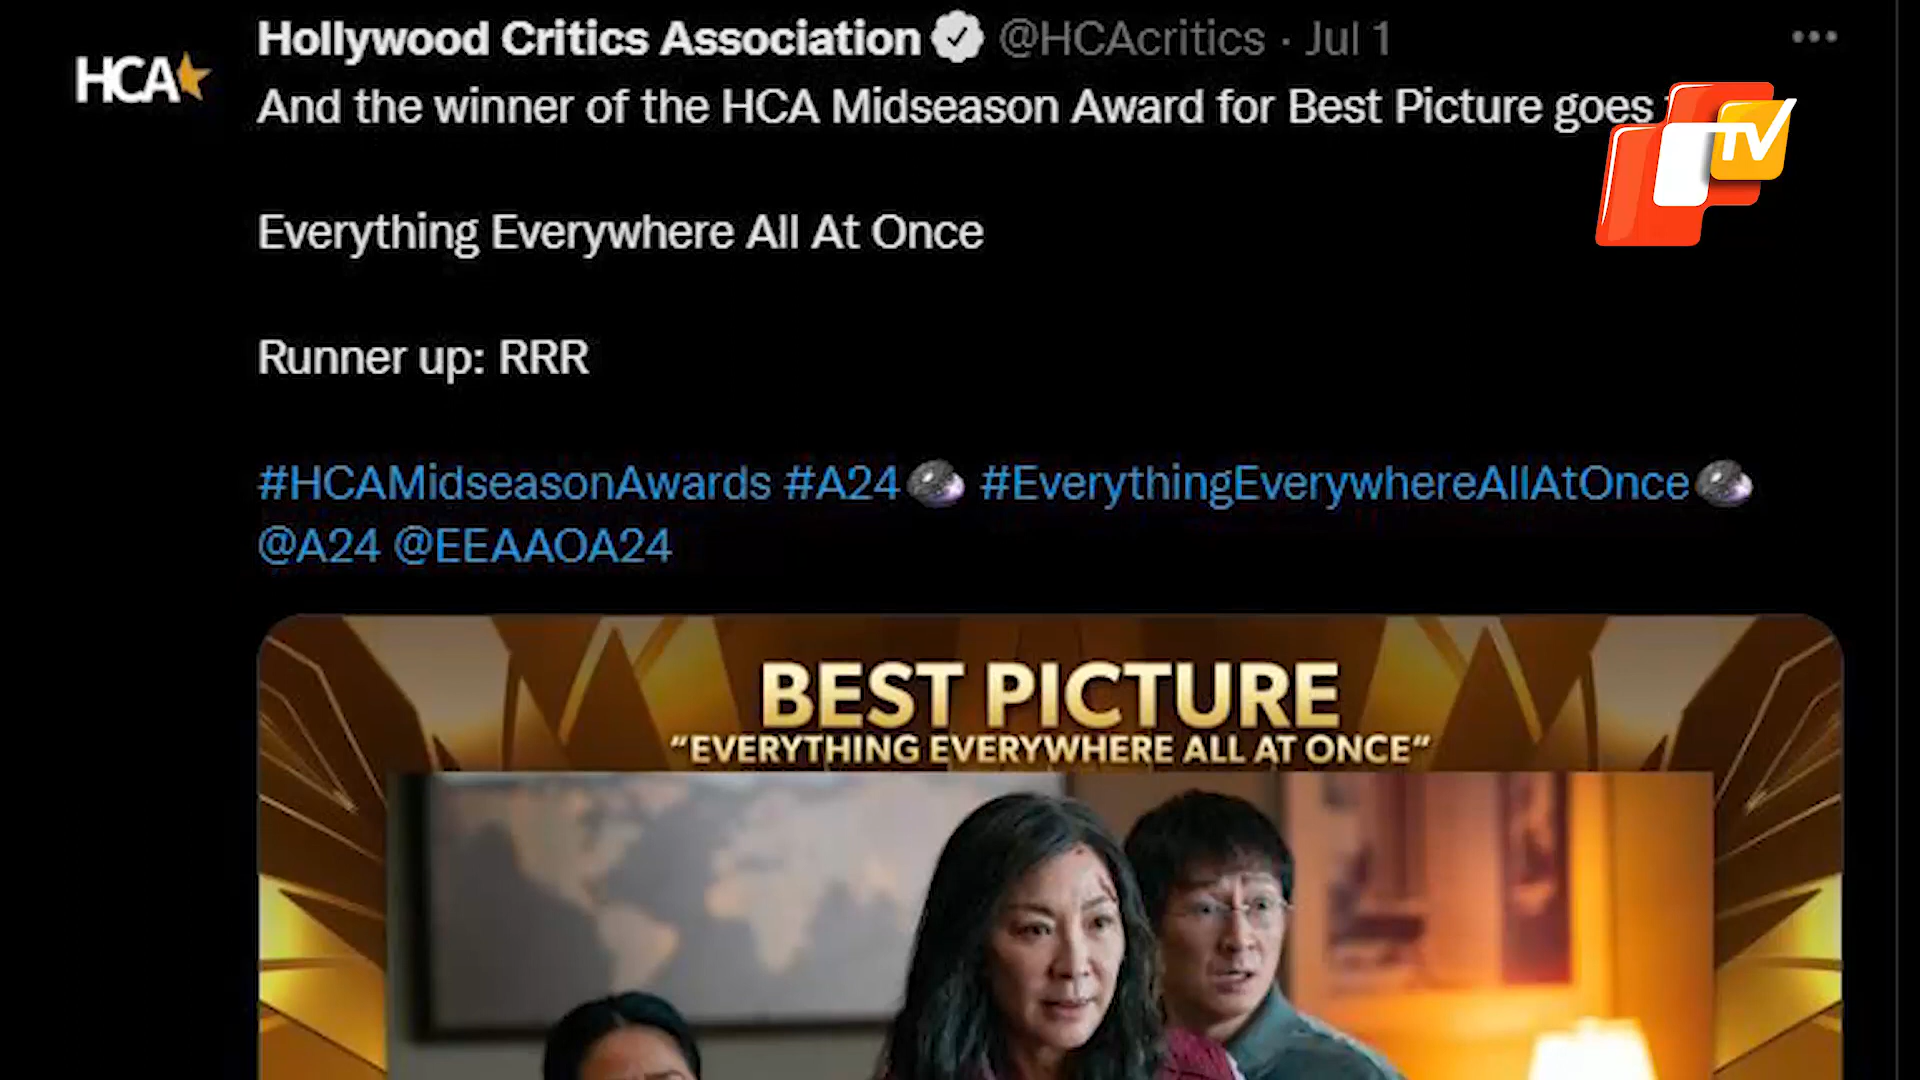 HCA
Hollywood Critics Association @HCAcritics · Jul 1
And the winner of the HCA Midseason Award for Best Picture goes
TV
Everything Everywhere All At Once
Runner up: RRR
#HCAMidseasonAwards #A24 #EverythingEverywhereAllAtOnce
@A24 @EEAAOA24
BEST PICTURE
"EVERYTHING EVERYWHERE ALL AT ONCE"